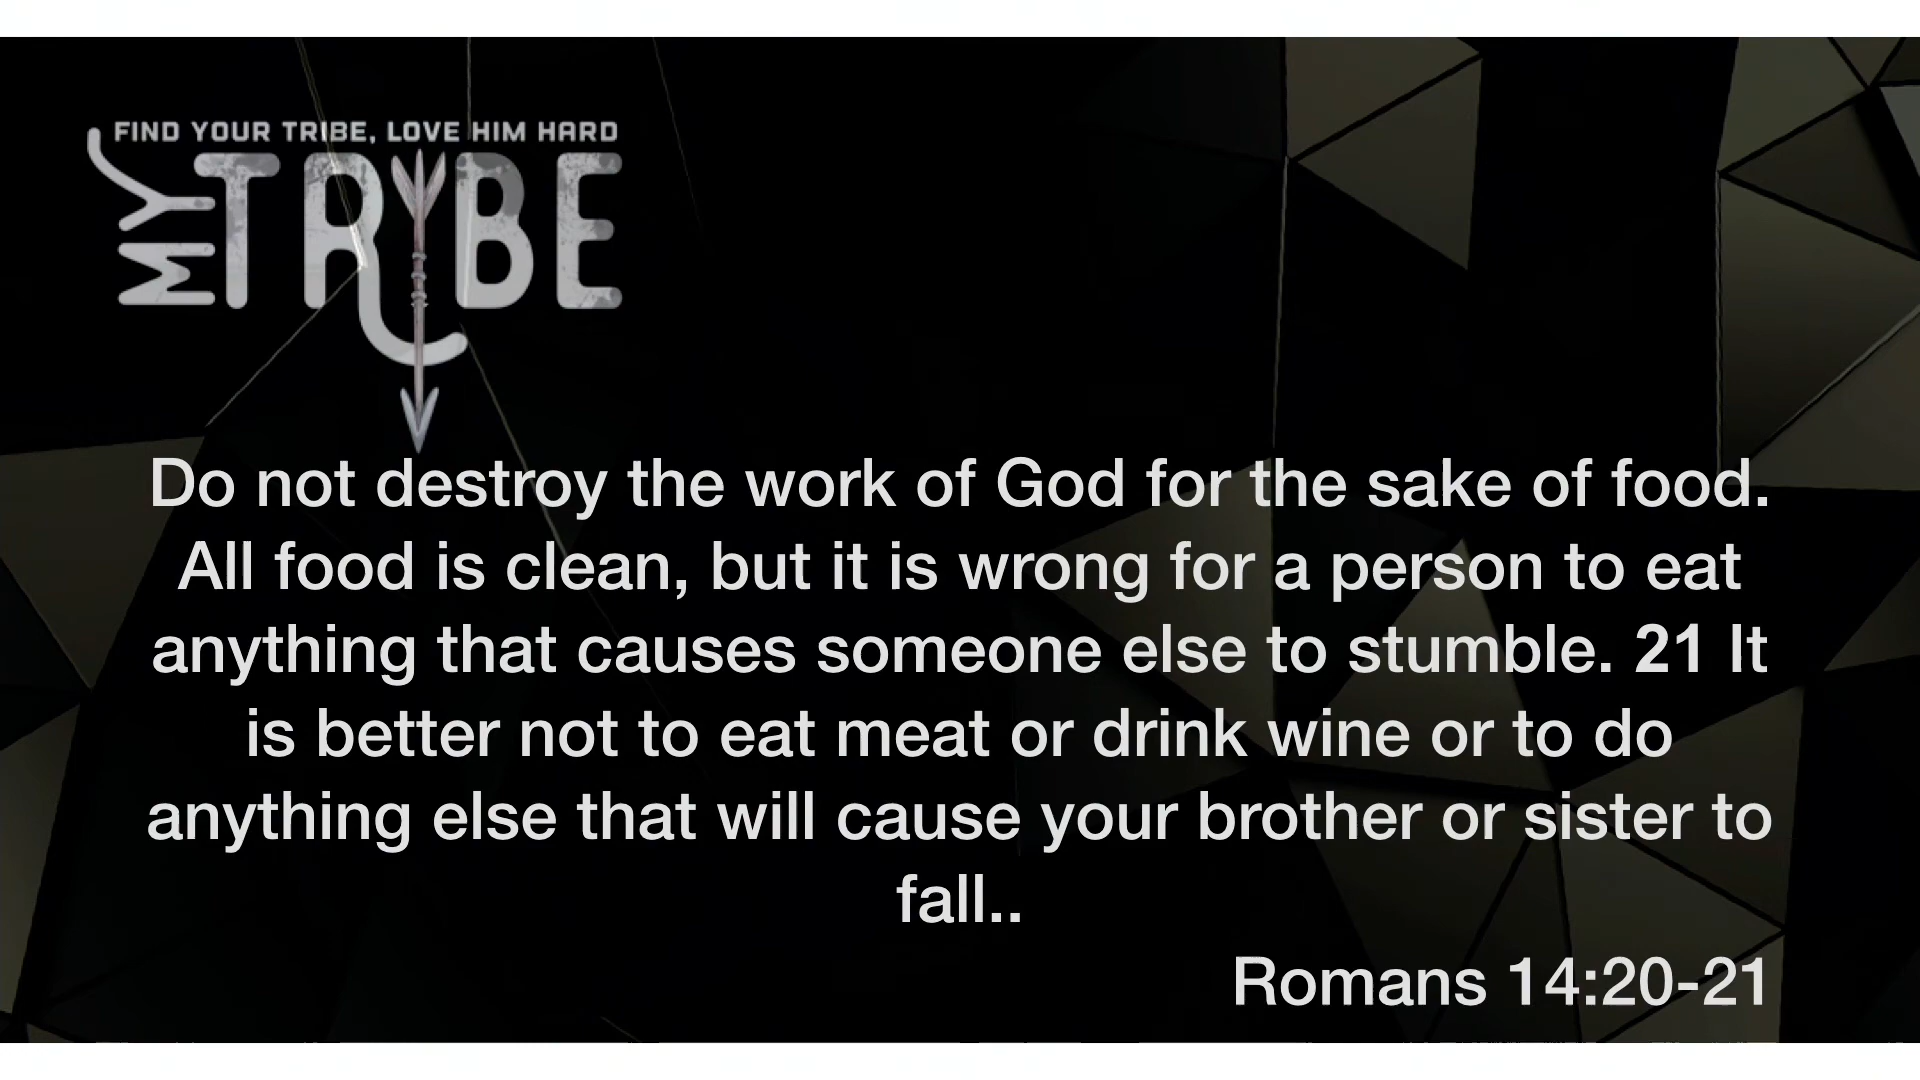 FIND YOUR TRIBE, LOVE HIM HARD
MY TRIBE
Do not destroy the work of God for the sake of food.
All food is clean, but it is wrong for a person to eat
anything that causes someone else to stumble. 21 It
is better not to eat meat or drink wine or to do
anything else that will cause your brother or sister to
fall..
Romans 14:20-21